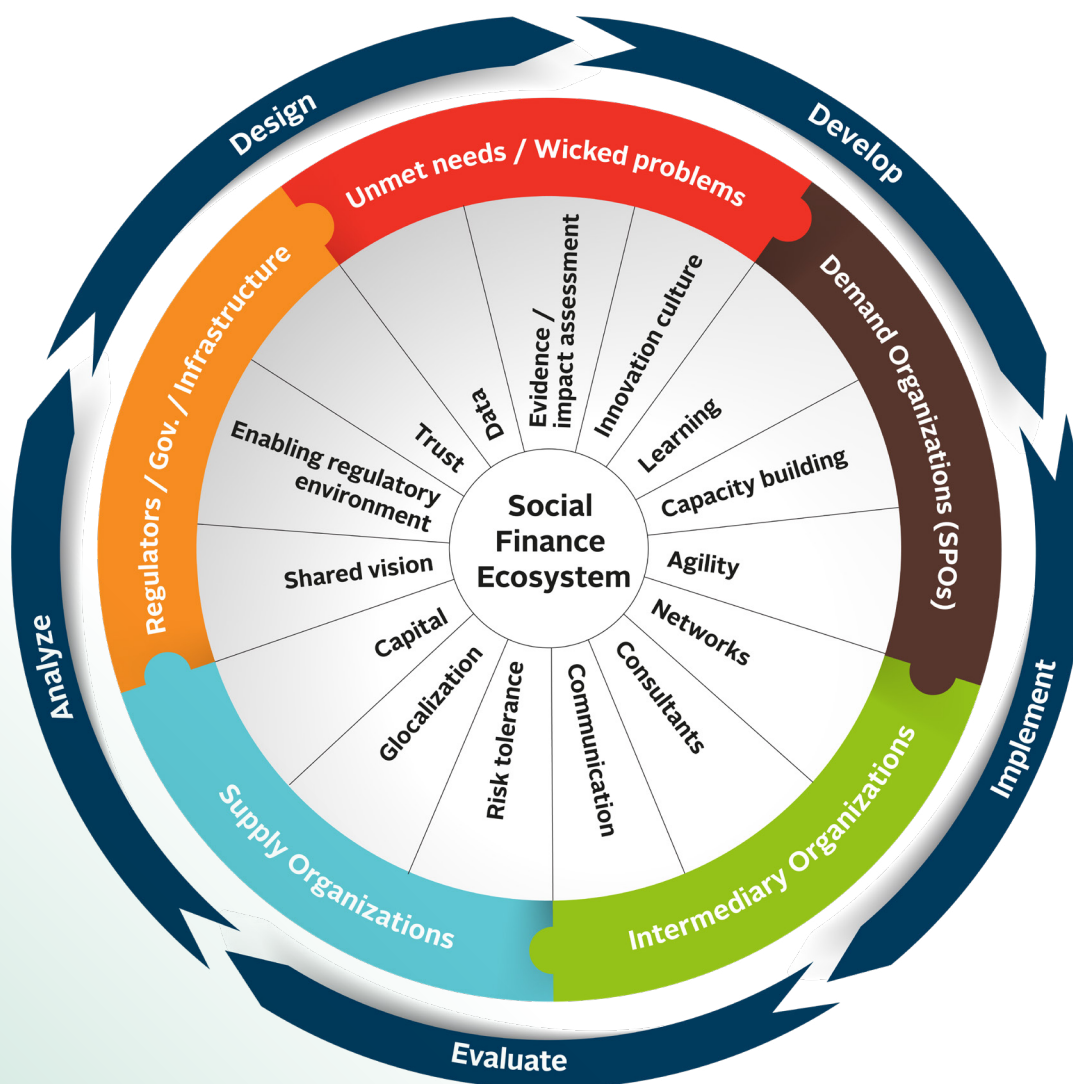 Design
Develop
Implement
Evaluate
Analyze
Unmet needs / Wicked problems
Demand Organizations (SPOs)
Intermediary Organizations
Supply Organizations
Regulators / Gov. / Infrastructure
Data
Evidence /
impact assessment
Innovation culture
Learning
Capacity building
Agility
Networks
Consultants
Communication
Risk tolerance
Glocalization
Capital
Shared vision
Enabling regulatory
environment
Trust
Social
Finance
Ecosystem